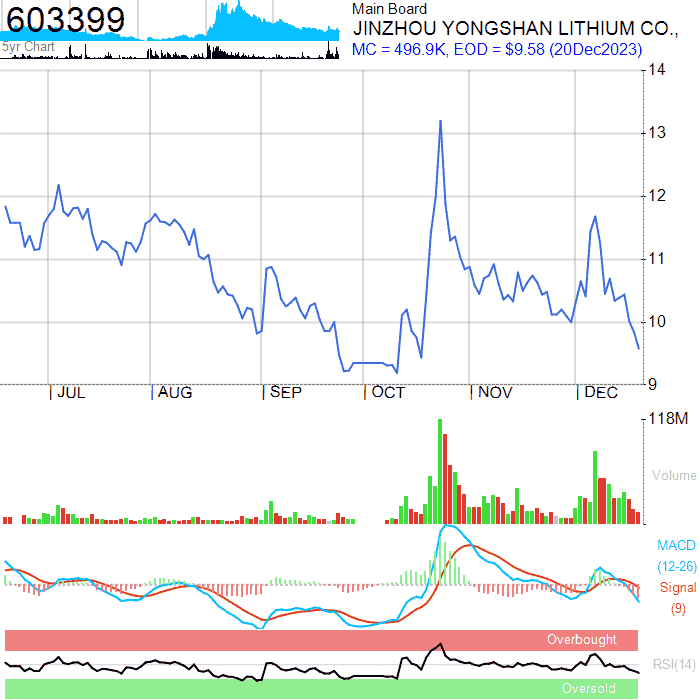 603399
5yr Chart
Main Board
JINZHOU YONGSHAN LITHIUM CO.,
MC = 496.9K, EOD = $9.58 (20Dec2023)
14
13
12
11
10
9
JUL AUG SEP OCT NOV DEC
118M
Volume
MACD
(12-26)
Signal
(9)
Overbought
RSI(14)
Oversold